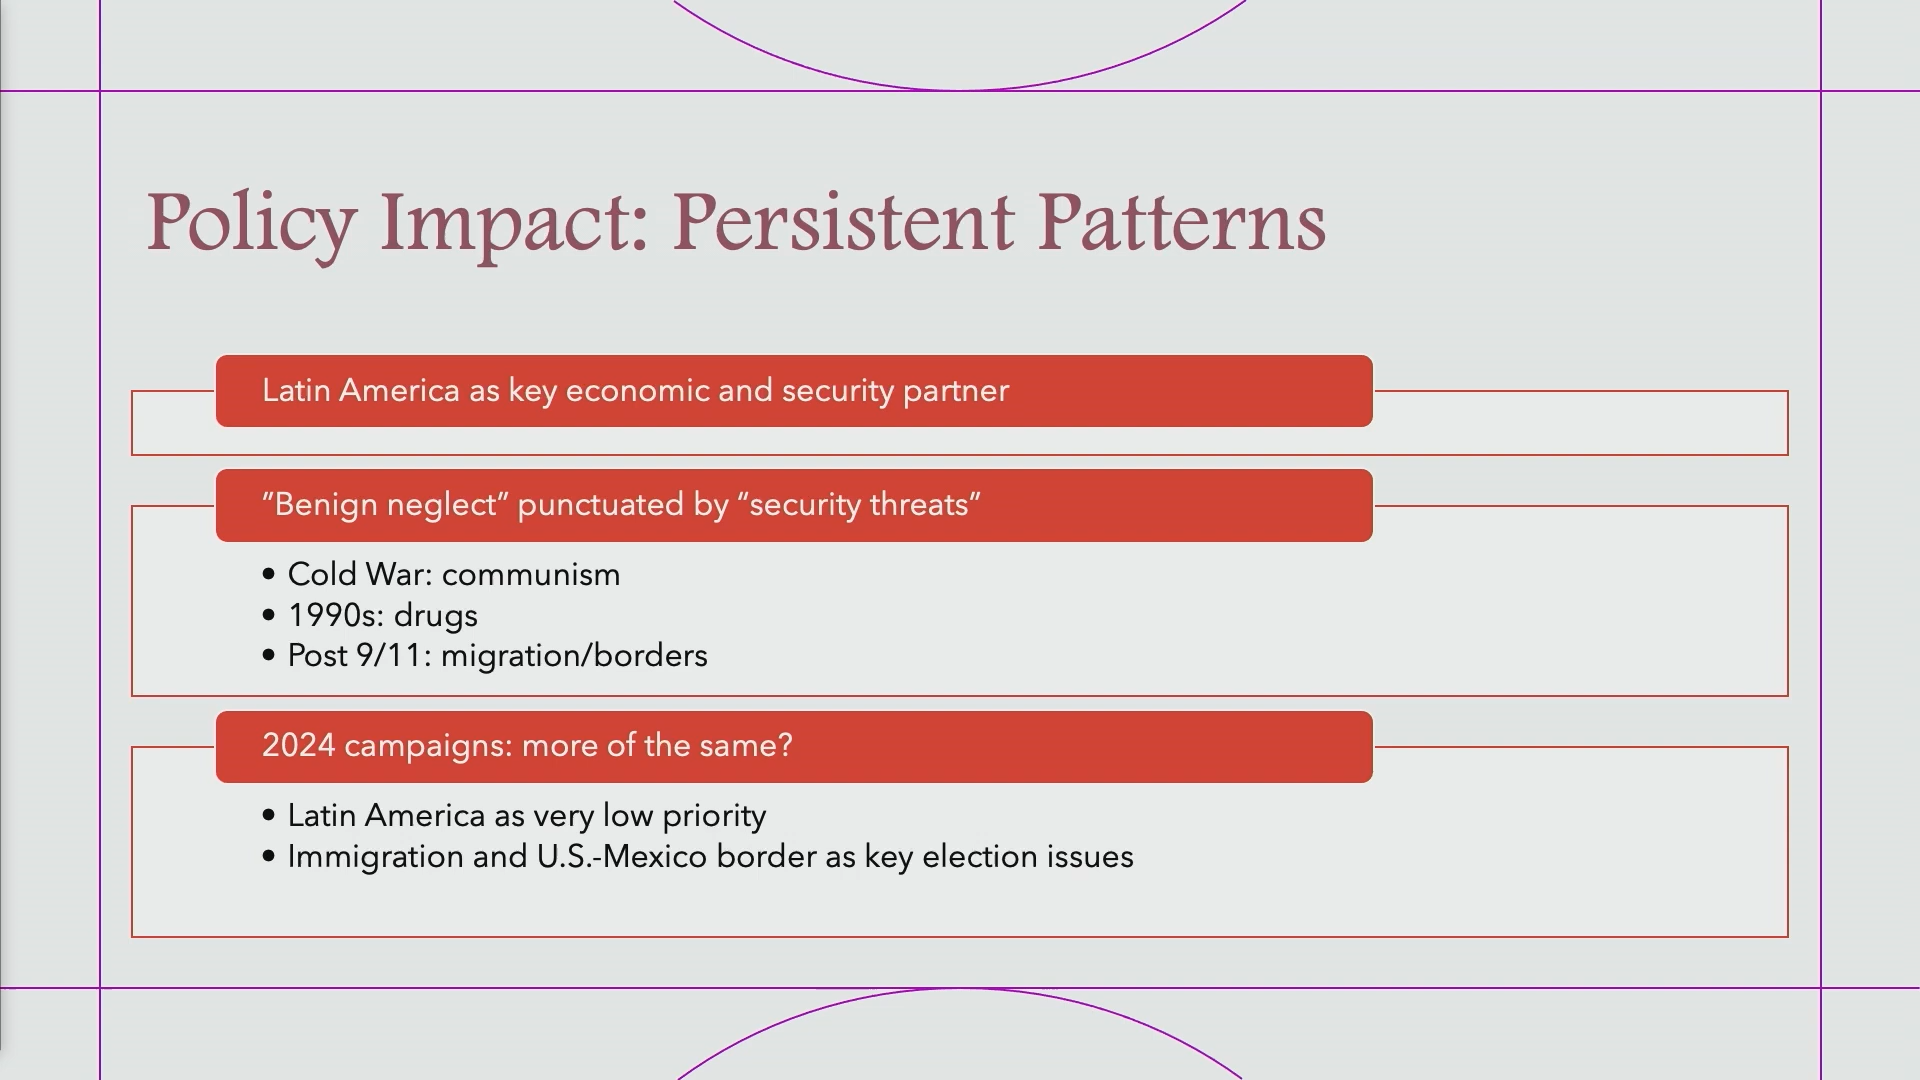 Policy Impact: Persistent Patterns
Latin America as key economic and security partner
”Benign neglect” punctuated by “security threats”
• Cold War: communism
• 1990s: drugs
• Post 9/11: migration/borders
2024 campaigns: more of the same?
• Latin America as very low priority
• Immigration and U.S.-Mexico border as key election issues